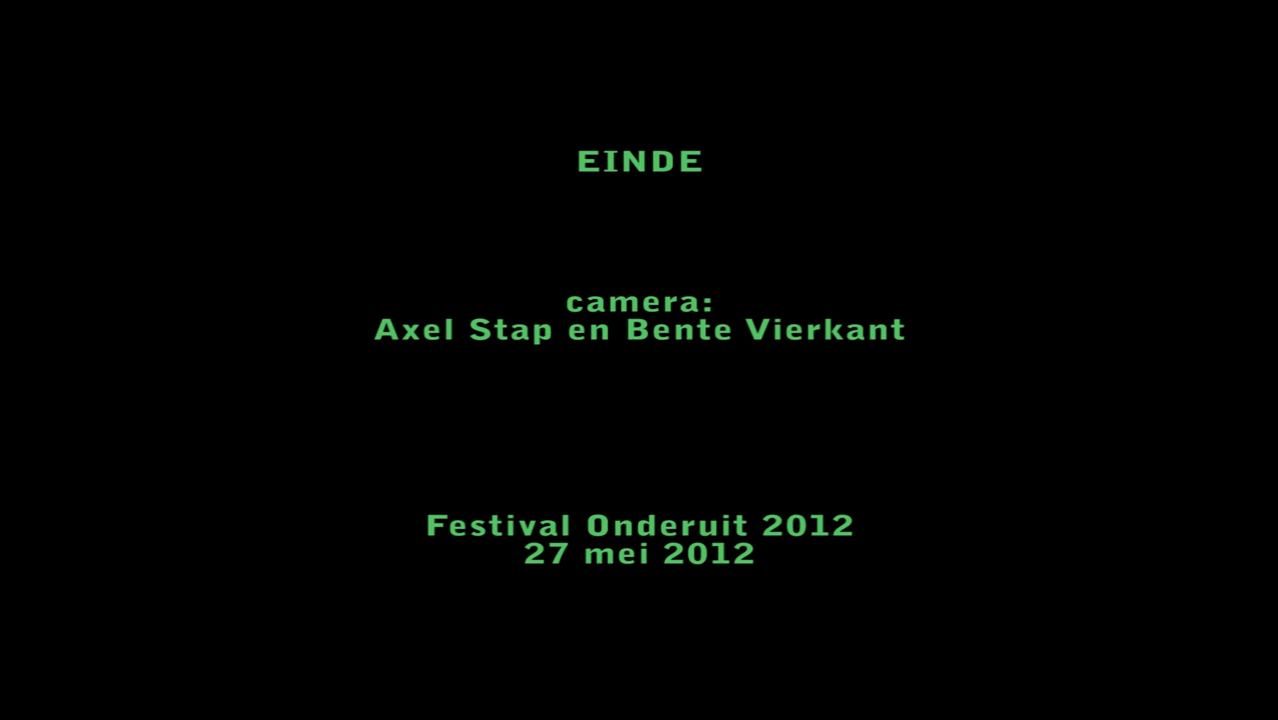 EINDE
camera:
Axel Stap en Bente Vierkant
Festival Onderuit 2012
27 mei 2012